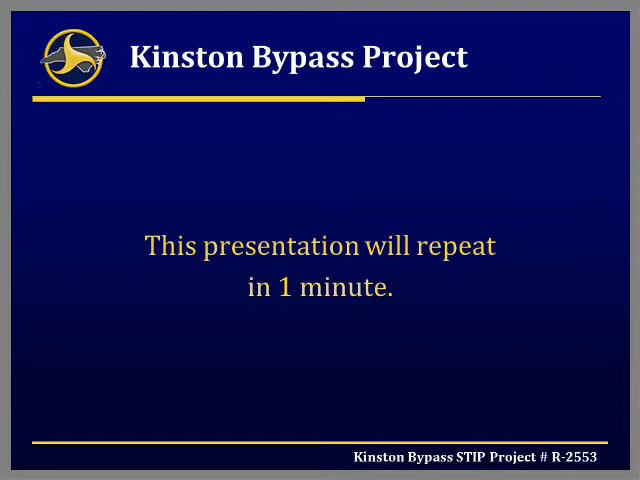 Kinston Bypass Project
This presentation will repeat
in 1 minute.
Kinston Bypass STIP Project # R-2553